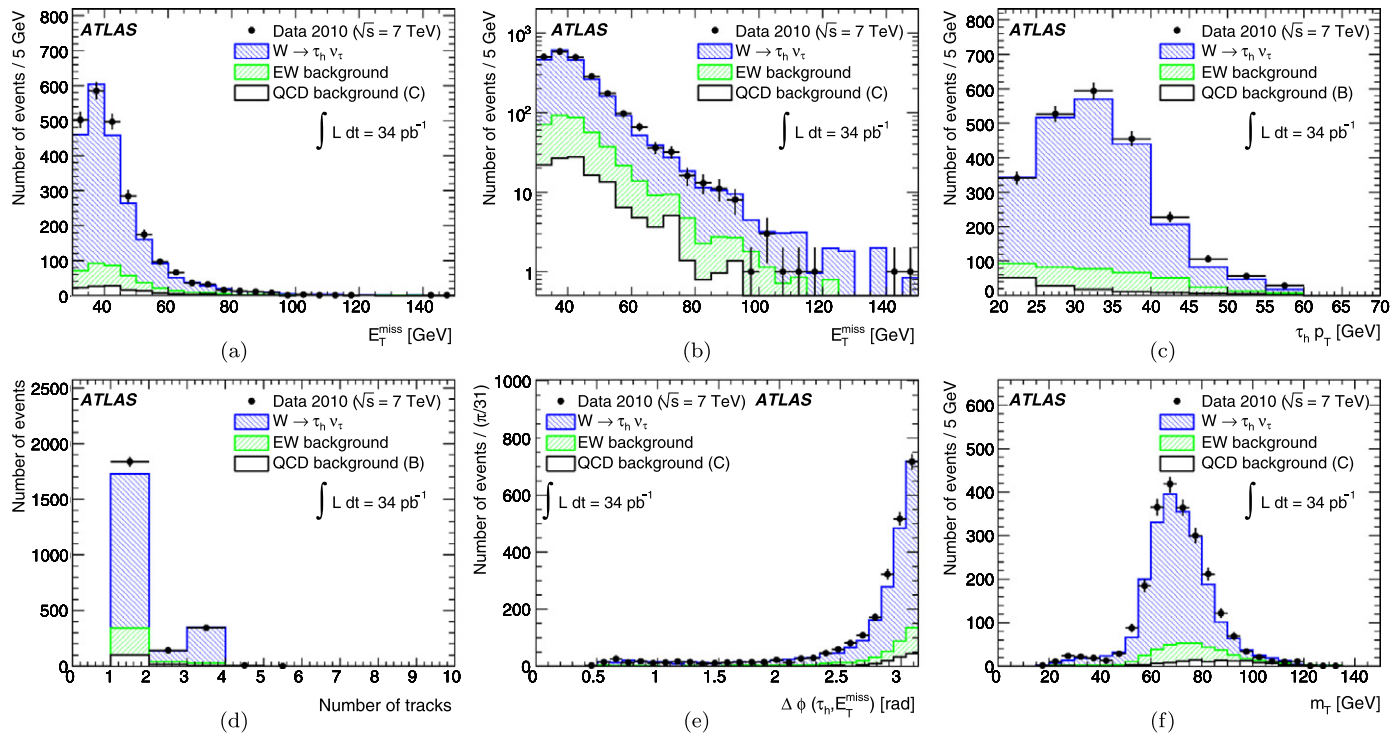 ATLAS
Data 2010 (√s = 7 TeV)
W → τh ντ
EW background
QCD background (C)
∫ L dt = 34 pb-1
Number of events / 5 GeV
800
700
600
500
400
300
200
100
0
40 60 80 100 120 140
ETmiss [GeV]
(a)
ATLAS
Data 2010 (√s = 7 TeV)
W → τh ντ
EW background
QCD background (C)
∫ L dt = 34 pb-1
Number of events / 5 GeV
103
102
10
1
40 60 80 100 120 140
ETmiss [GeV]
(b)
ATLAS
Data 2010 (√s = 7 TeV)
W → τh ντ
EW background
QCD background (B)
∫ L dt = 34 pb-1
Number of events / 5 GeV
800
700
600
500
400
300
200
100
0
20 25 30 35 40 45 50 55 60 65 70
τh pT [GeV]
(c)
ATLAS
Data 2010 (√s = 7 TeV)
W → τh ντ
EW background
QCD background (B)
∫ L dt = 34 pb-1
Number of events
2500
2000
1500
1000
500
0
0 1 2 3 4 5 6 7 8 9 10
Number of tracks
(d)
Data 2010 (√s = 7 TeV) ATLAS
W → τh ντ
EW background
QCD background (C)
∫ L dt = 34 pb-1
Number of events / (π/31)
1000
800
600
400
200
0
0 0.5 1 1.5 2 2.5 3
Δ ϕ (τh,ETmiss) [rad]
(e)
ATLAS
Data 2010 (√s = 7 TeV)
W → τh ντ
EW background
QCD background (C)
∫ L dt = 34 pb-1
Number of events / 5 GeV
600
500
400
300
200
100
0
0 20 40 60 80 100 120 140
mT [GeV]
(f)